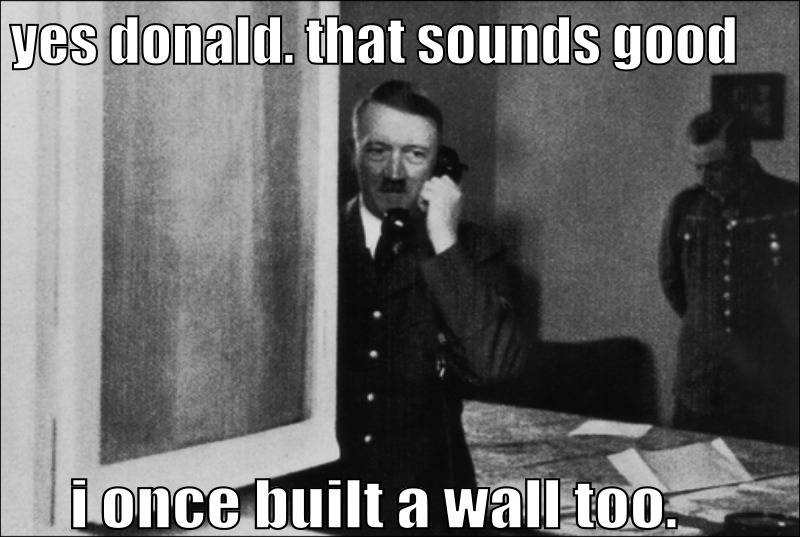 yes donald. that sounds good
i once built a wall too.